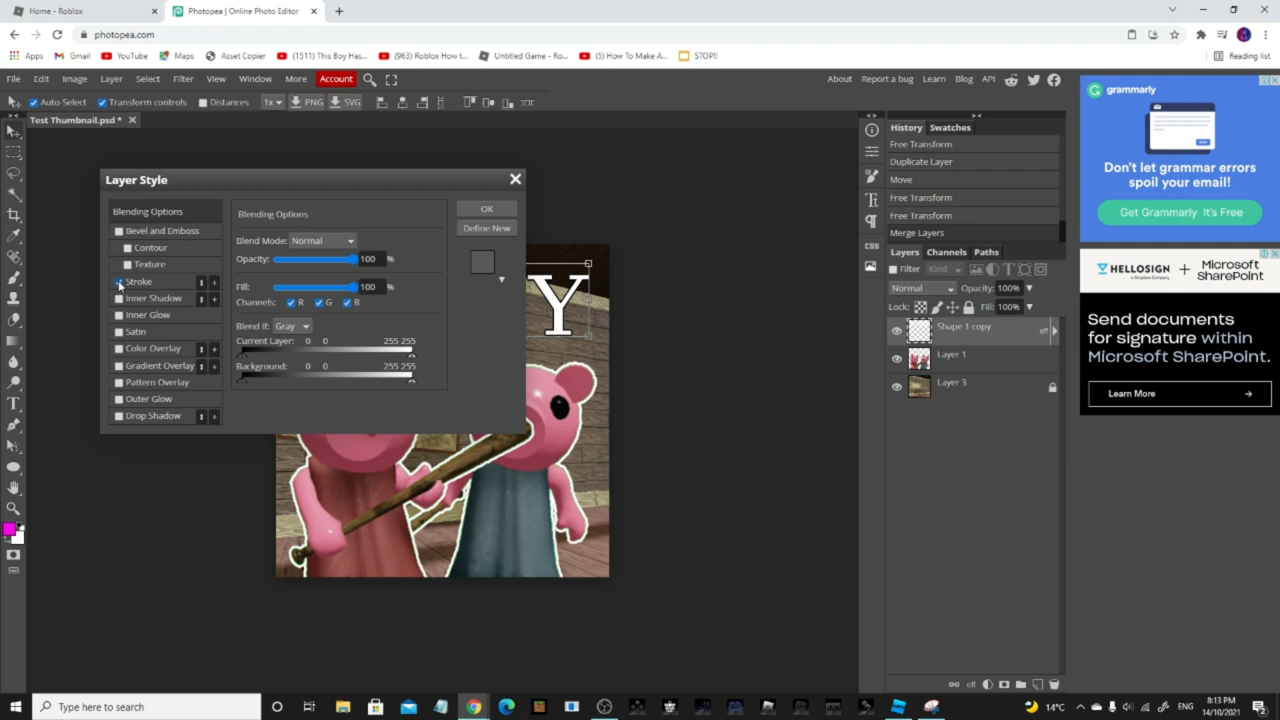 Home - Roblox
Photopea | Online Photo Editor
photopea.com
Apps Gmail YouTube Maps Asset Copier (1511) This Boy Has... (963) Roblox How t... Untitled Game - Ro... (5) How To Make A... STOP!! Reading list
File Edit Image Layer Select Filter View Window More Account About Report a bug Learn Blog API
Auto-Select Transform controls Distances 1x PNG SVG
Test Thumbnail.psd *
Layer Style
Blending Options
Bevel and Emboss
Contour
Texture
Stroke
Inner Shadow
Inner Glow
Satin
Color Overlay
Gradient Overlay
Pattern Overlay
Outer Glow
Drop Shadow
Blending Options
Blend Mode: Normal
Opacity: 100 %
Fill: 100 %
Channels: R G B
Blend If: Gray
Current Layer: 0 0 255 255
Background: 0 0 255 255
OK
Define New
Y
CSS
History Swatches
Free Transform
Duplicate Layer
Move
Free Transform
Free Transform
Merge Layers
Layers Channels Paths
Filter Kind
Normal Opacity: 100%
Lock: Fill: 100%
Shape 1 copy eff
Layer 1
Layer 3
eff
grammarly
Don't let grammar errors
spoil your email!
Get Grammarly It's Free
HELLOSIGN + Microsoft
SharePoint
Send documents
for signature within
Microsoft SharePoint.
Learn More
Type here to search
14°C ENG 8:13 PM
14/10/2021
2